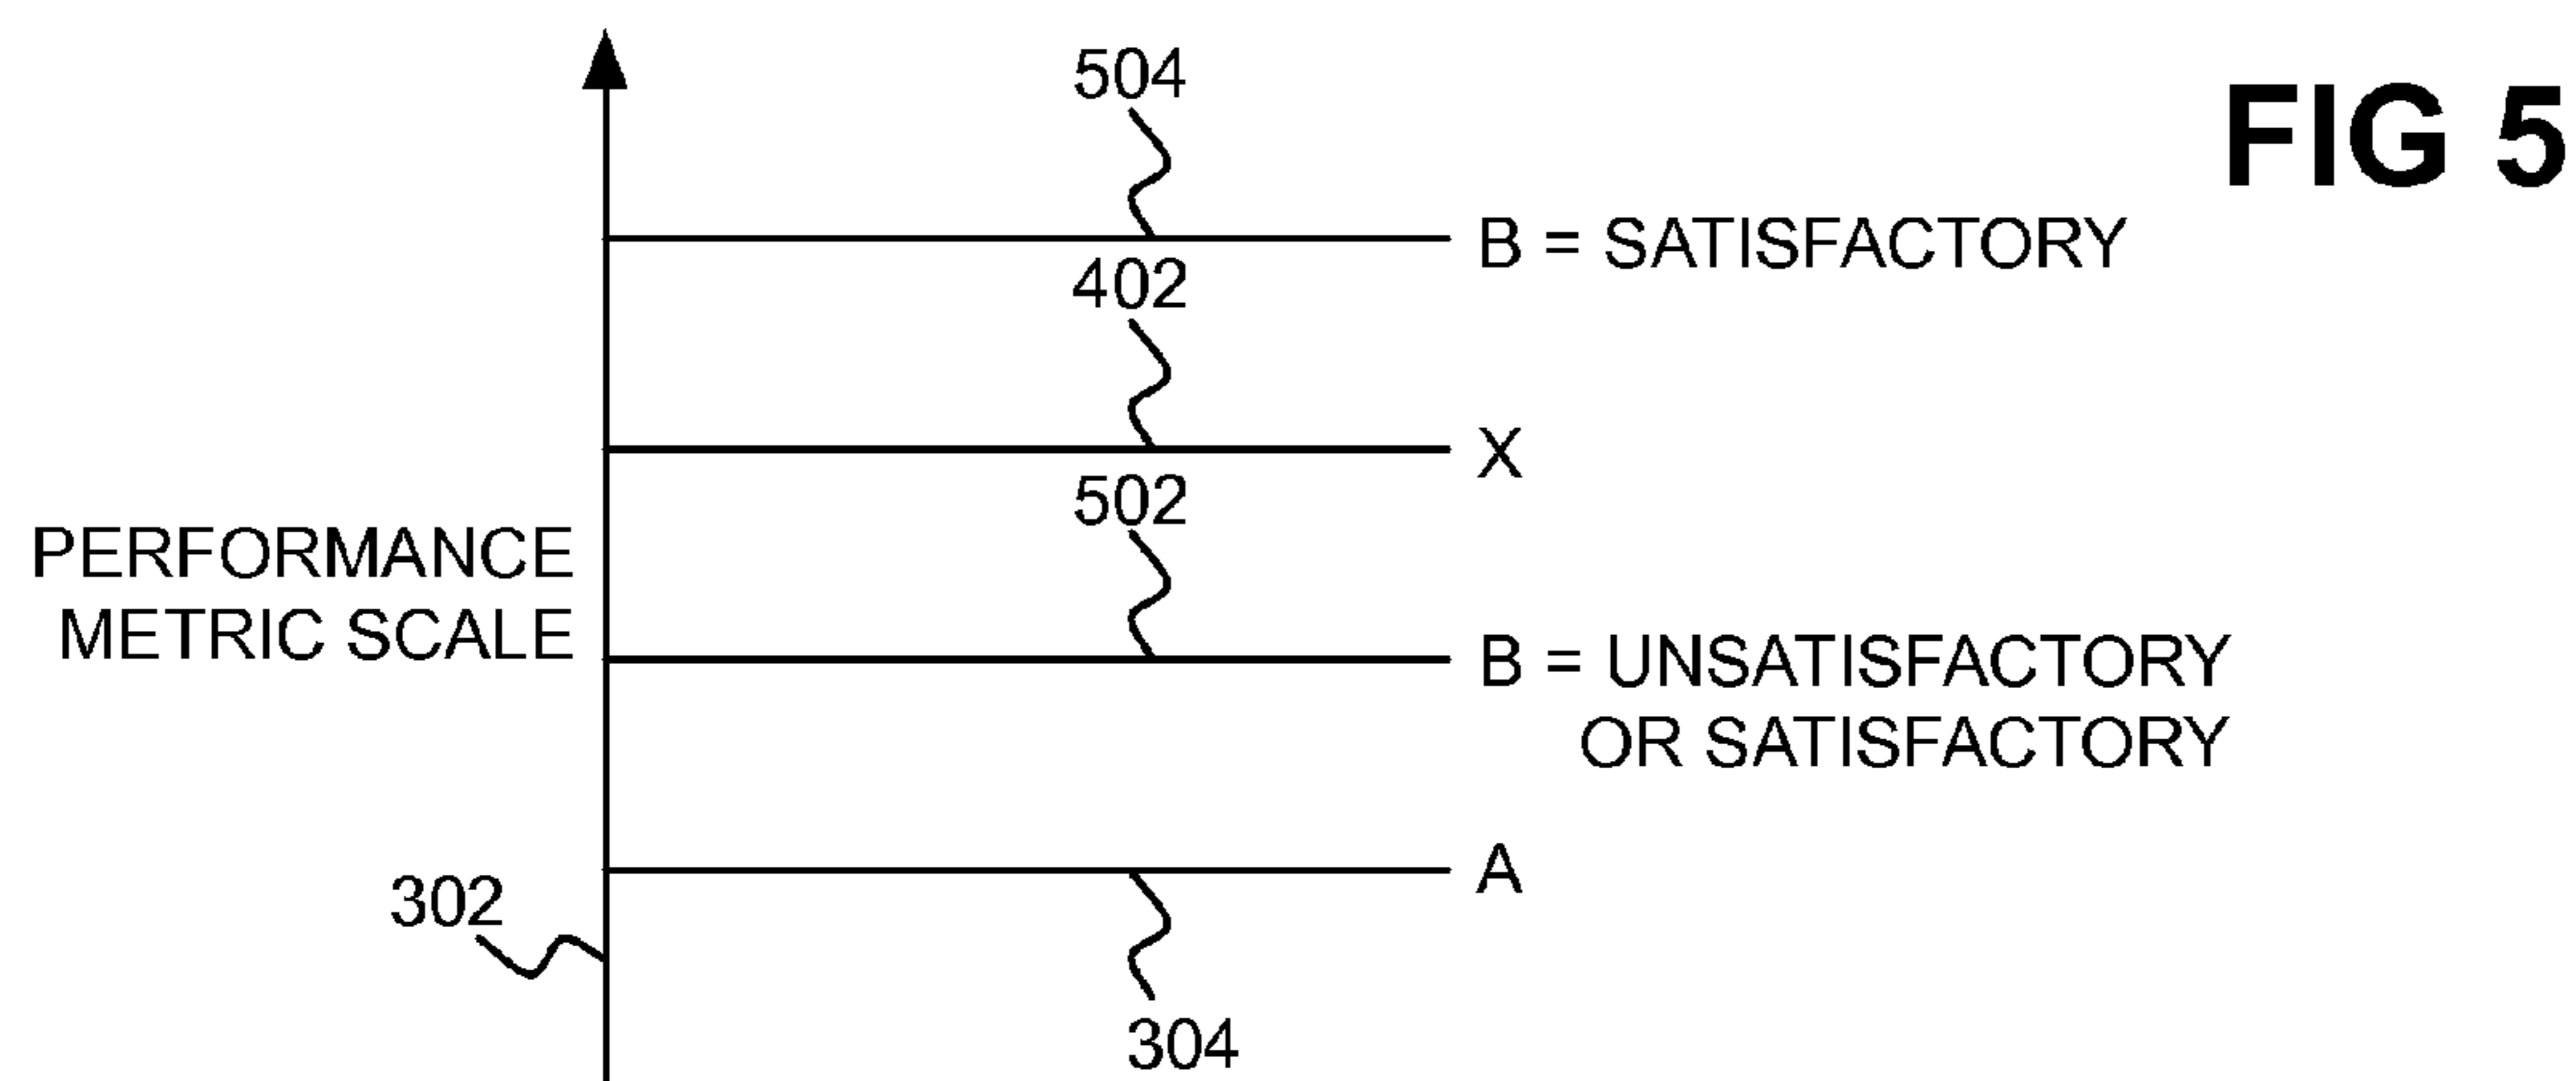 504
FIG 5
B = SATISFACTORY
402
X
502
PERFORMANCE
METRIC SCALE
B = UNSATISFACTORY
OR SATISFACTORY
A
302
304